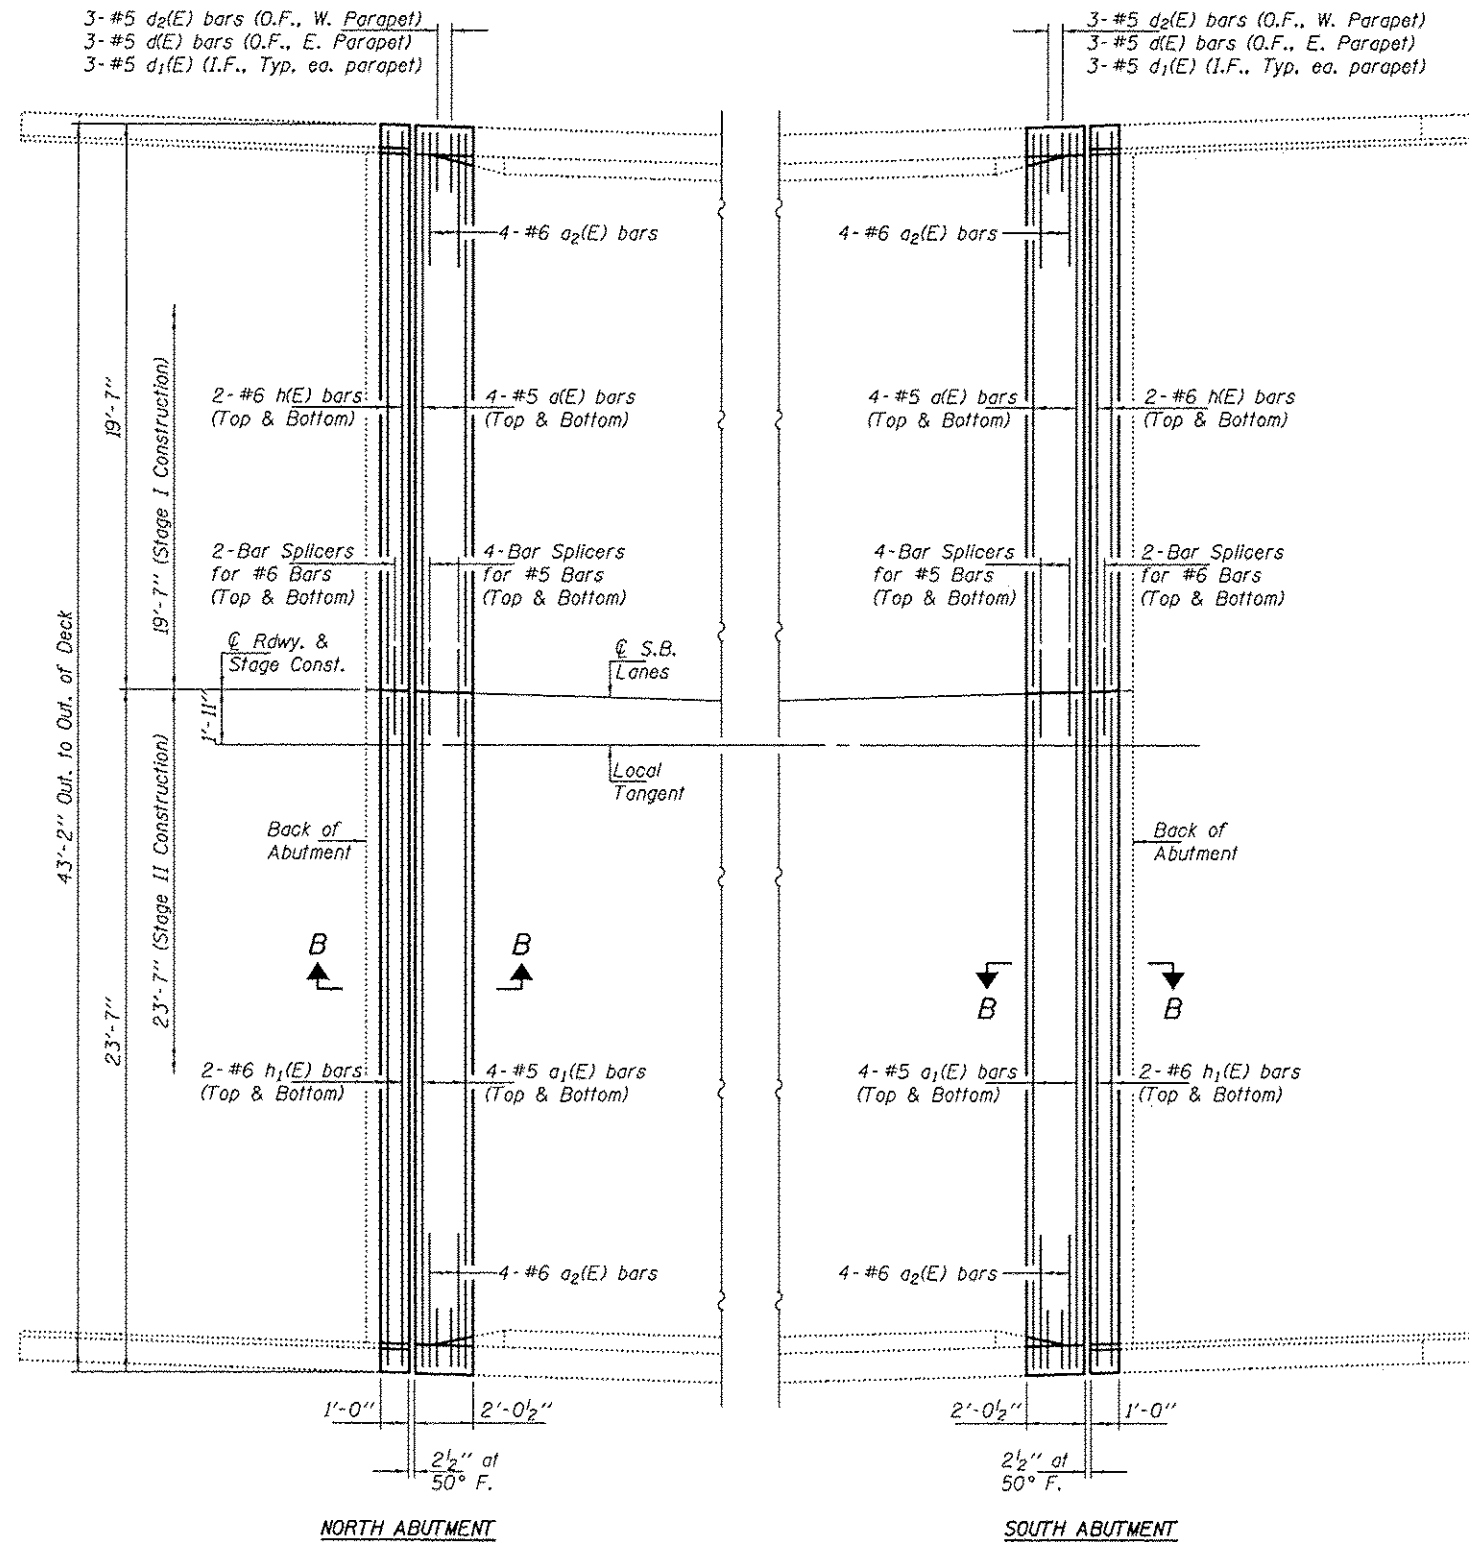 3-#5 d2(E) bars (O.F., W. Parapet)
3-#5 d(E) bars (O.F., E. Parapet)
3-#5 d1(E) (I.F., Typ. ea. parapet)
3-#5 d2(E) bars (O.F., W. Parapet)
3-#5 d(E) bars (O.F., E. Parapet)
3-#5 d1(E) (I.F., Typ. ea. parapet)
4-#6 a2(E) bars
4-#6 a2(E) bars
43'-2" Out. to Out. of Deck
19'-7"
19'-7" (Stage I Construction)
2-#6 h(E) bars
(Top & Bottom)
4-#5 a(E) bars
(Top & Bottom)
4-#5 a(E) bars
(Top & Bottom)
2-#6 h(E) bars
(Top & Bottom)
2-Bar Splicers
for #6 Bars
(Top & Bottom)
4-Bar Splicers
for #5 Bars
(Top & Bottom)
4-Bar Splicers
for #5 Bars
(Top & Bottom)
2-Bar Splicers
for #6 Bars
(Top & Bottom)
℄ Rdwy. &
Stage Const.
℄ S.B.
Lanes
1'-11"
Local
Tangent
23'-7"
23'-7" (Stage II Construction)
Back of
Abutment
Back of
Abutment
B
B
B
B
2-#6 h1(E) bars
(Top & Bottom)
4-#5 a1(E) bars
(Top & Bottom)
4-#5 a1(E) bars
(Top & Bottom)
2-#6 h1(E) bars
(Top & Bottom)
4-#6 a2(E) bars
4-#6 a2(E) bars
1'-0"
2'-0½"
2'-0½"
1'-0"
2½" at
50° F.
2½" at
50° F.
NORTH ABUTMENT
SOUTH ABUTMENT